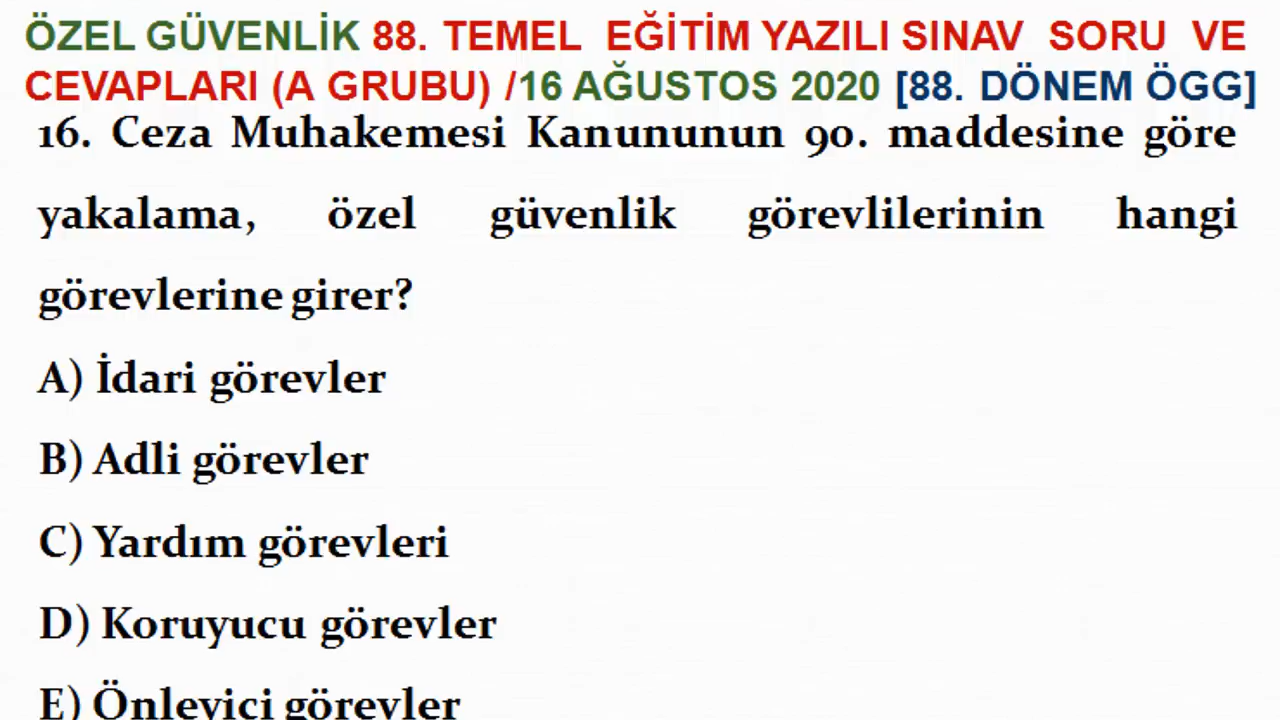 ÖZEL GÜVENLİK 88. TEMEL EĞİTİM YAZILI SINAV SORU VE
CEVAPLARI (A GRUBU) /16 AĞUSTOS 2020 [88. DÖNEM ÖGG]
16. Ceza Muhakemesi Kanununun 90. maddesine göre
yakalama, özel güvenlik görevlilerinin hangi
görevlerine girer?
A) İdari görevler
B) Adli görevler
C) Yardım görevleri
D) Koruyucu görevler
E) Önleyici görevler